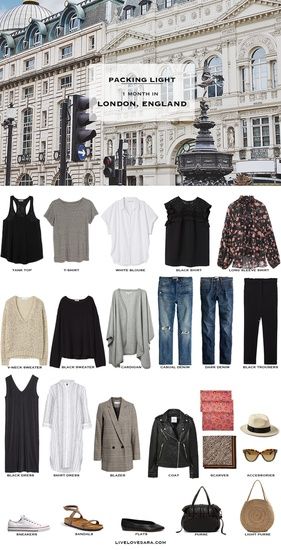 PACKING LIGHT
1 MONTH IN
LONDON, ENGLAND
TANK TOP
T-SHIRT
WHITE BLOUSE
BLACK SHIRT
LONG SLEEVE SHIRT
V-NECK SWEATER
BLACK SWEATER
CARDIGAN
CASUAL DENIM
DARK DENIM
BLACK TROUSERS
BLACK DRESS
SHIRT DRESS
BLAZER
COAT
SCARVES
ACCESSORIES
SNEAKERS
SANDALS
FLATS
PURSE
LIGHT PURSE
LIVELOVESARA.COM